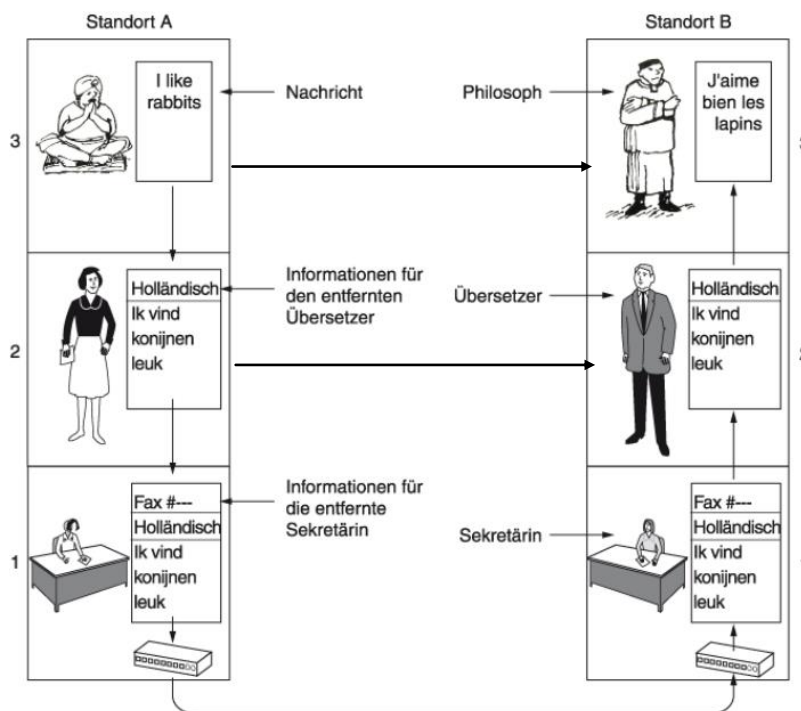 Standort A
Standort B
I like
rabbits
Nachricht
Philosoph
J'aime
bien les
lapins
3
Holländisch
Ik vind
konijnen
leuk
Informationen für
den entfernten
Übersetzer
Übersetzer
Holländisch
Ik vind
konijnen
leuk
2
Fax #---
Holländisch
Ik vind
konijnen
leuk
Informationen für
die entfernte
Sekretärin
Sekretärin
Fax #---
Holländisch
Ik vind
konijnen
leuk
1